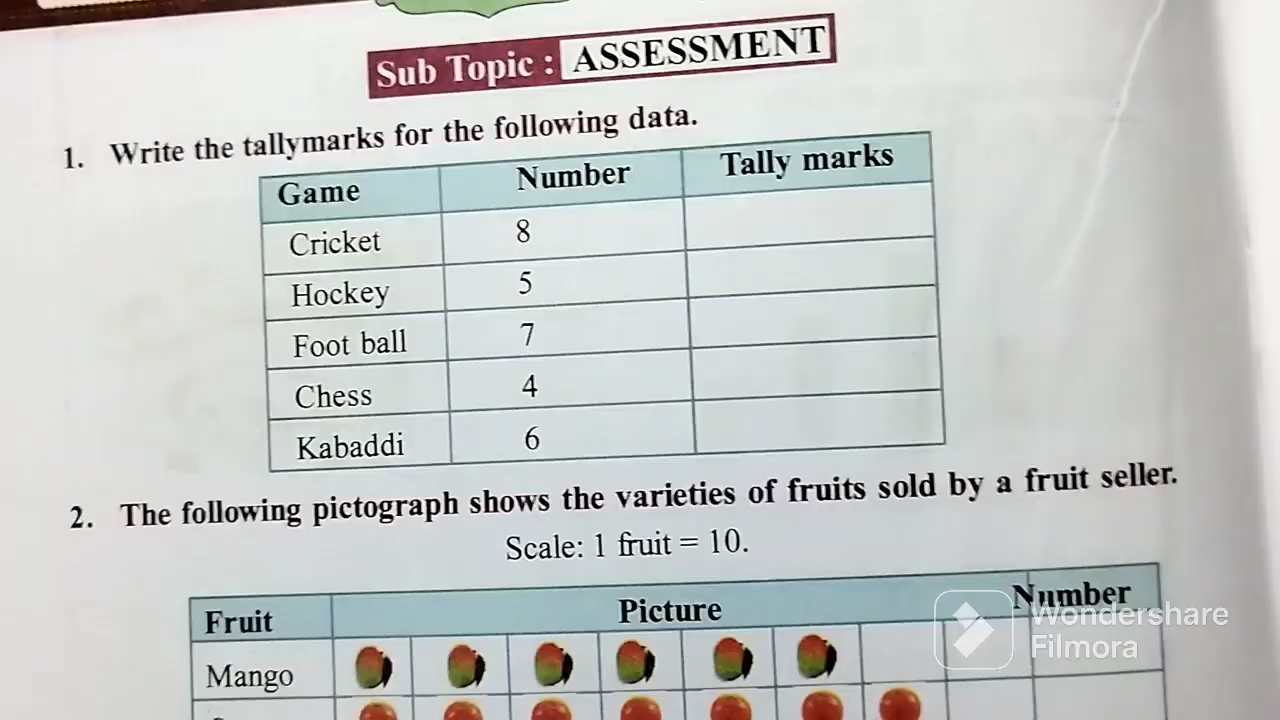 Sub Topic : ASSESSMENT
1. Write the tallymarks for the following data.
Game Number Tally marks
Cricket 8
Hockey 5
Foot ball 7
Chess 4
Kabaddi 6
2. The following pictograph shows the varieties of fruits sold by a fruit seller.
Scale: 1 fruit = 10.
Fruit Picture Number
Mango
Wondershare
Filmora